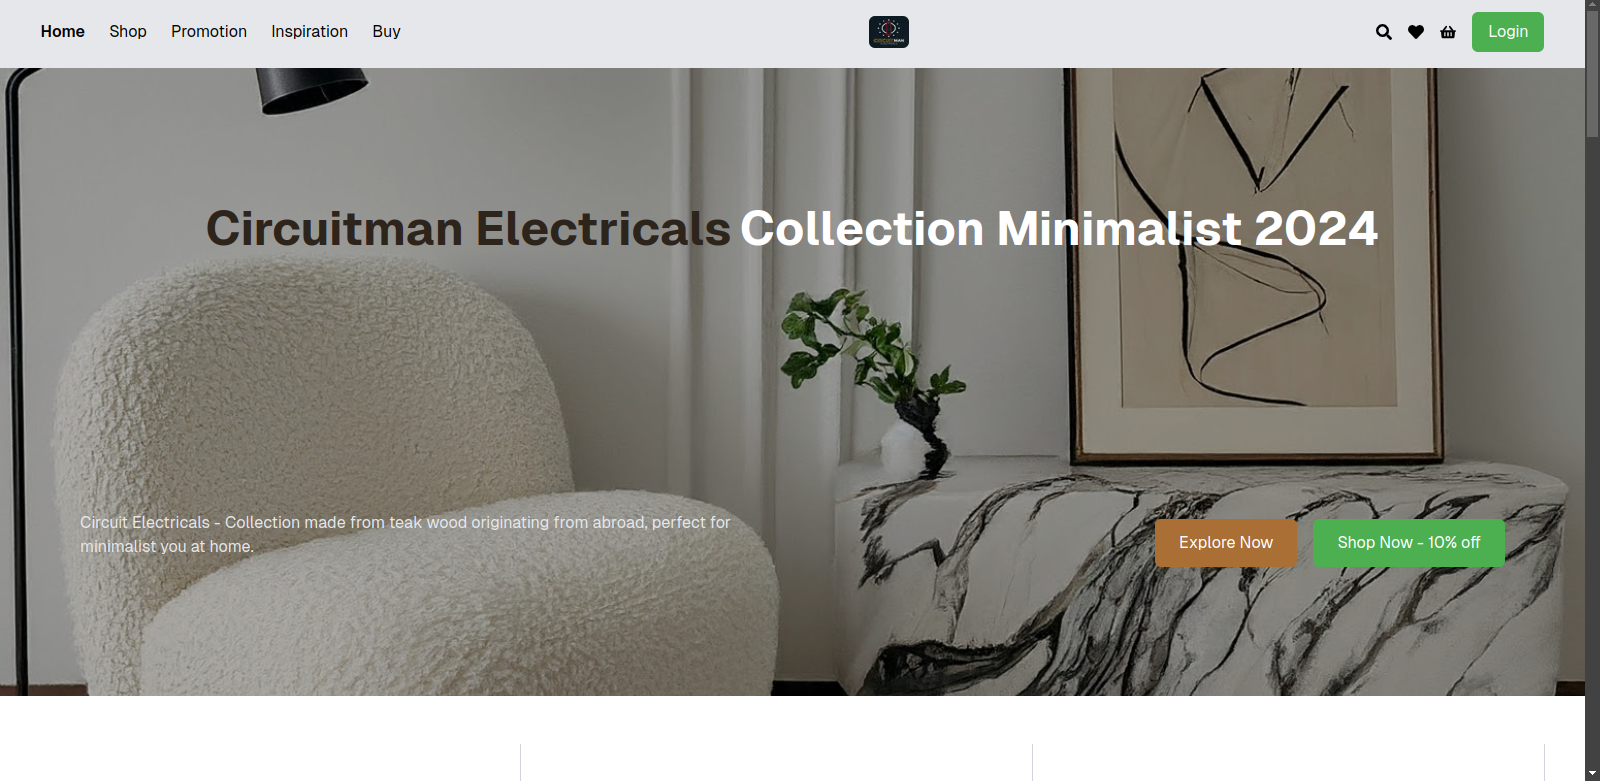 Home Shop Promotion Inspiration Buy
Login
Circuitman Electricals Collection Minimalist 2024
Circuit Electricals - Collection made from teak wood originating from abroad, perfect for
minimalist you at home.
Explore Now
Shop Now - 10% off